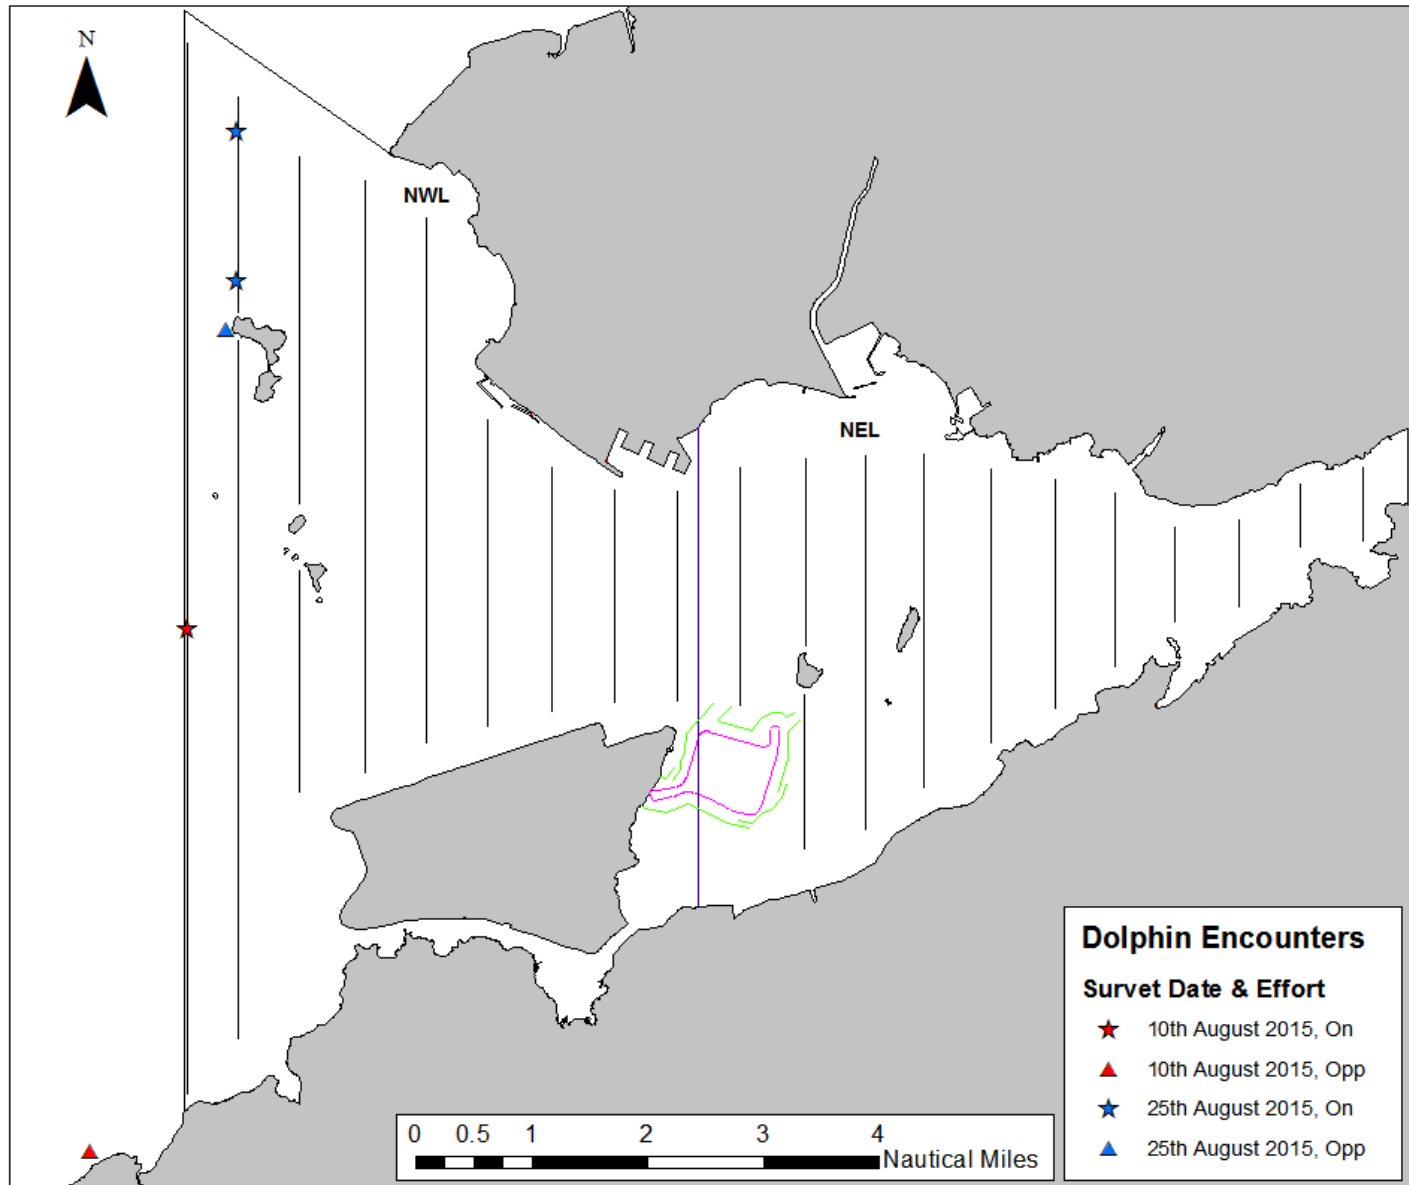 N
NWL
NEL
Dolphin Encounters
Survet Date & Effort
10th August 2015, On
10th August 2015, Opp
25th August 2015, On
25th August 2015, Opp
0 0.5 1 2 3 4
Nautical Miles